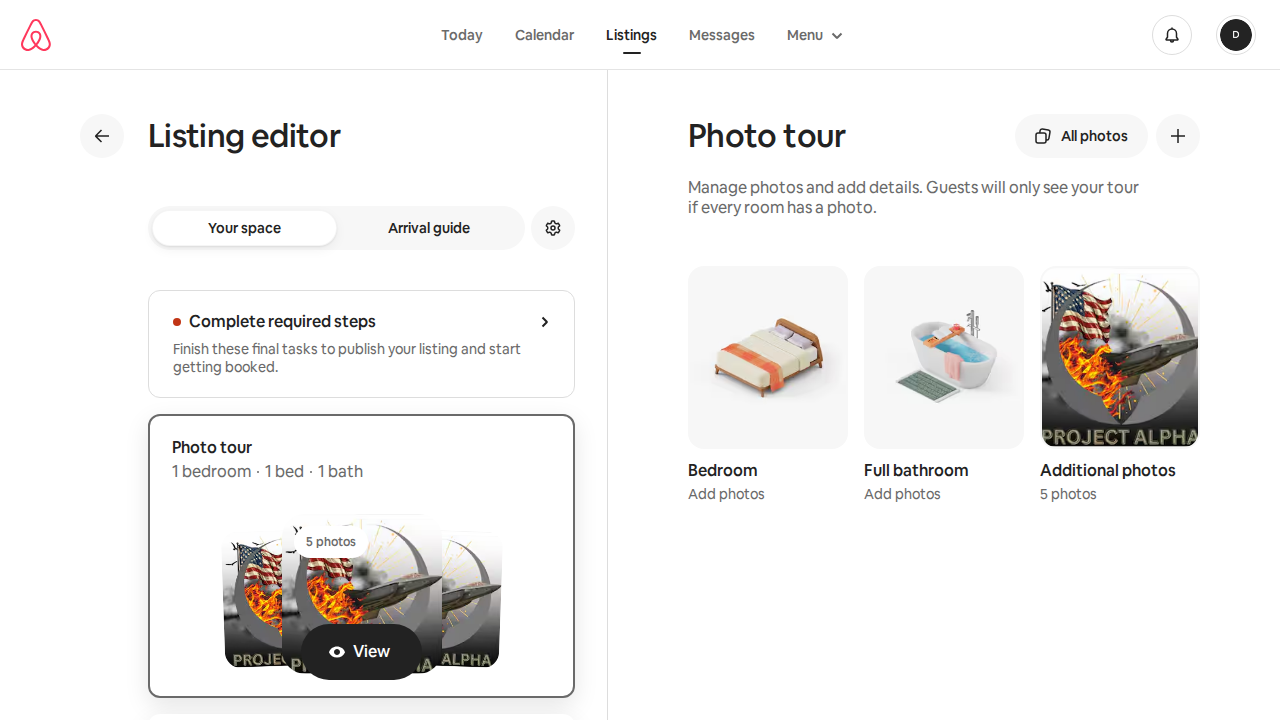 Today
Calendar
Listings
Messages
Menu
D
Listing editor
Your space
Arrival guide
Complete required steps
Finish these final tasks to publish your listing and start
getting booked.
Photo tour
1 bedroom · 1 bed · 1 bath
5 photos
PROJE
P
A
ALPHA
View
Photo tour
All photos
Manage photos and add details. Guests will only see your tour
if every room has a photo.
PROJECT ALPHA
Bedroom
Full bathroom
Additional photos
Add photos
Add photos
5 photos